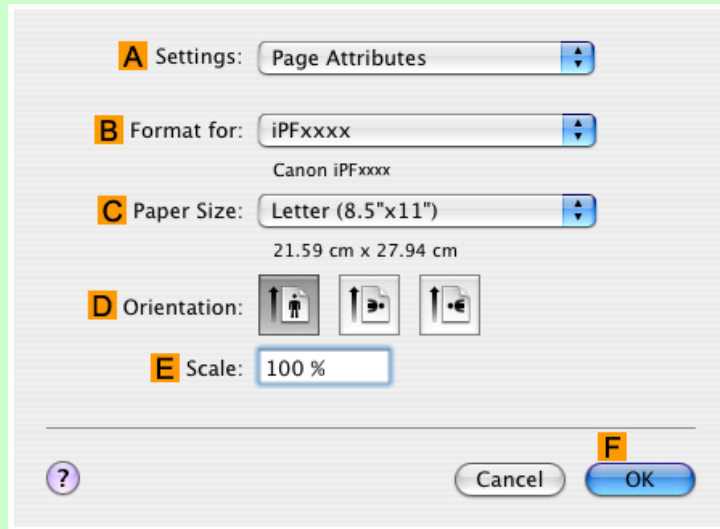 A Settings: Page Attributes
B Format for: iPFxxxx
Canon iPFxxxx
C Paper Size: Letter (8.5"x11")
21.59 cm x 27.94 cm
D Orientation:
E Scale: 100 %
F
? Cancel OK